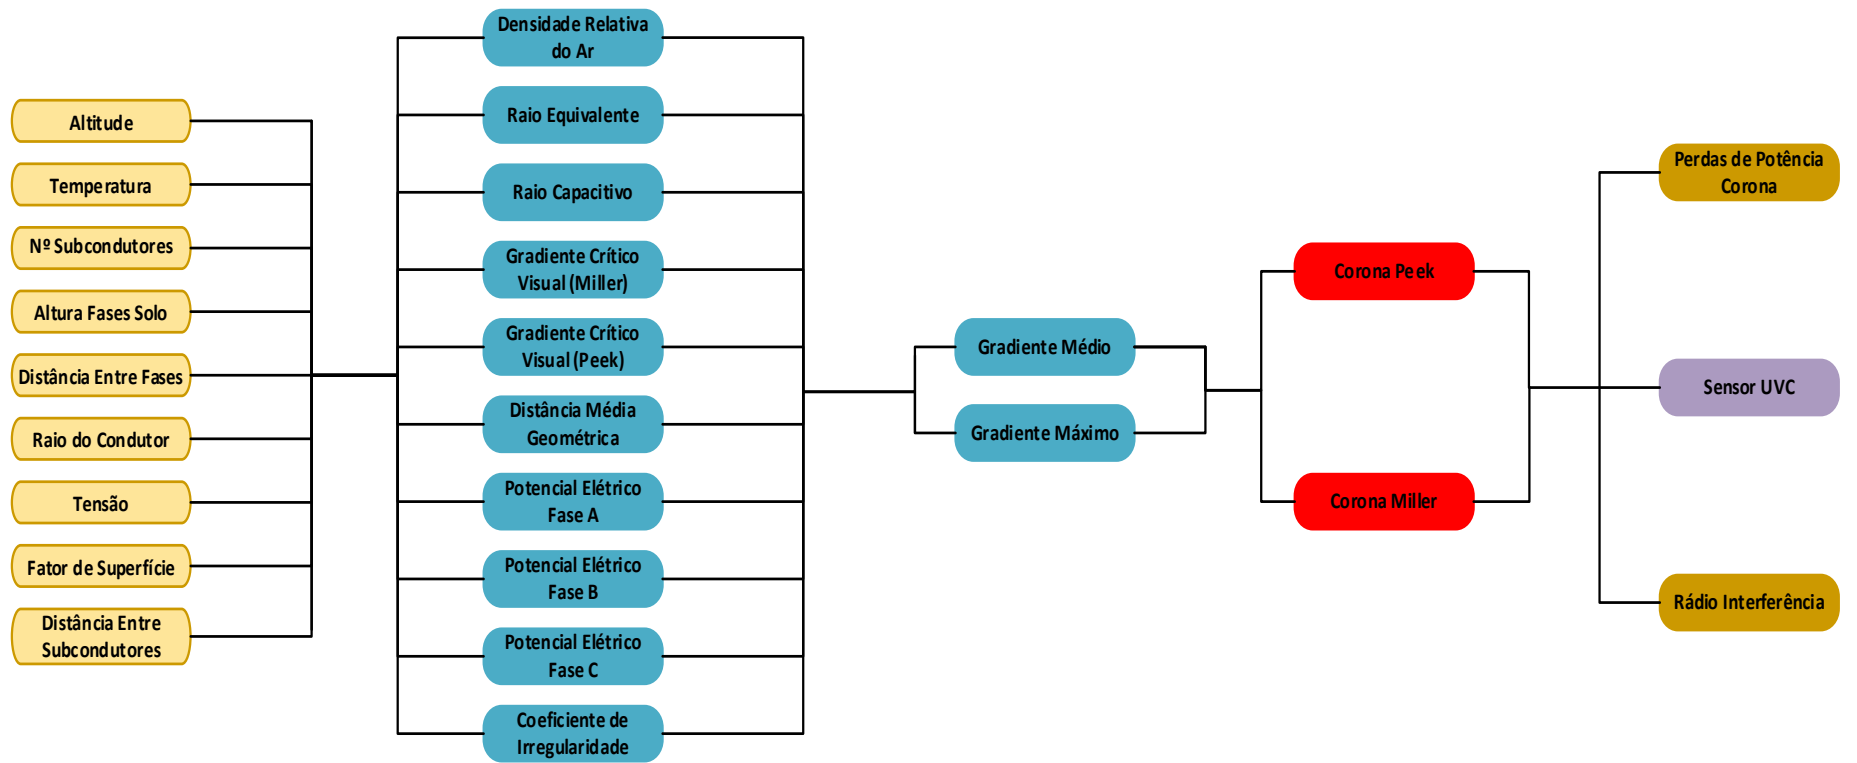 Altitude
Temperatura
Nº Subcondutores
Altura Fases Solo
Distância Entre Fases
Raio do Condutor
Tensão
Fator de Superfície
Distância Entre
Subcondutores
Densidade Relativa
do Ar
Raio Equivalente
Raio Capacitivo
Gradiente Crítico
Visual (Miller)
Gradiente Crítico
Visual (Peek)
Distância Média
Geométrica
Potencial Elétrico
Fase A
Potencial Elétrico
Fase B
Potencial Elétrico
Fase C
Coeficiente de
Irregularidade
Gradiente Médio
Gradiente Máximo
Corona Peek
Corona Miller
Perdas de Potência
Corona
Sensor UVC
Rádio Interferência